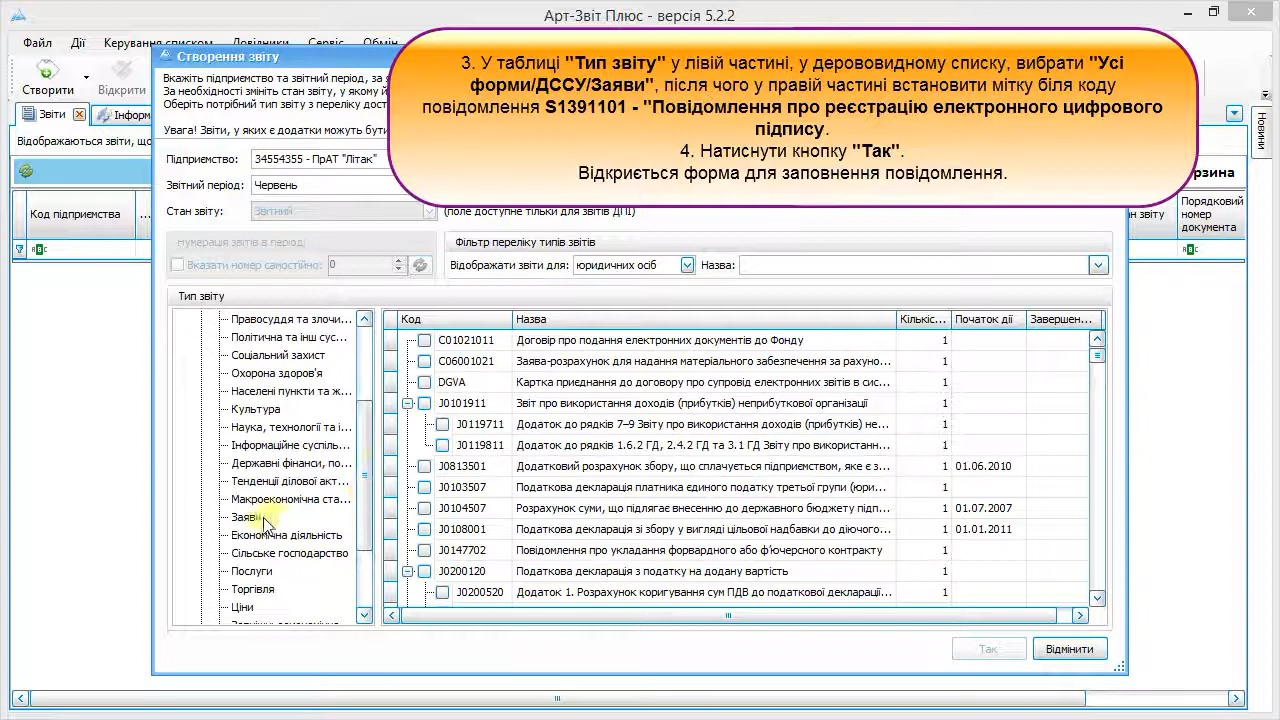 Арт-Звіт Плюс - версія 5.2.2
Файл Дії Керування списком Довідники Сервіс Обмін
Створити Відкрити
Звіти Інформ
Відображаються звіти, що
Новини
рзина
Код підприємства ... н звіту Порядковий номер документа
Створення звіту
Вкажіть підприємство та звітний період, за я
За необхідності змініть стан звіту, у якому й
Оберіть потрібний тип звіту з переліку дост
Увага! Звіти, у яких є додатки можуть бути
3. У таблиці "Тип звіту" у лівій частині, у дерововидному списку, вибрати "Усі
форми/ДССУ/Заяви", після чого у правій частині встановити мітку біля коду
повідомлення S1391101 - "Повідомлення про реєстрацію електронного цифрового
підпису.
4. Натиснути кнопку "Так".
Відкриється форма для заповнення повідомлення.
Підприємство: 34554355 - ПрАТ "Літак"
Звітний період: Червень
Стан звіту: Звітний (поле доступне тільки для звітів ДПІ)
Нумерація звітів в періоді
Вказати номер самостійно: 0
Фільтр переліку типів звітів
Відображати звіти для: юридичних осіб Назва:
Тип звіту
Правосуддя та злочи...
Політична та інш сус...
Соціальний захист
Охорона здоров'я
Населені пункти та ж...
Культура
Наука, технології та і...
Інформаційне суспіль...
Державні фінанси, по...
Тенденції ділової акт...
Макроекономічна ста...
Заяви
Економічна діяльність
Сільське господарство
Послуги
Торгівля
Ціни
Код Назва Кількіс... Початок дії Завершен...
C01021011 Договір про подання електронних документів до Фонду 1
C06001021 Заява-розрахунок для надання матеріального забезпечення за рахуно... 1
DGVA Картка приєднання до договору про супровід електронних звітів в сис... 1
J0101911 Звіт про використання доходів (прибутків) неприбуткової організації 1
J0119711 Додаток до рядків 7–9 Звіту про використання доходів (прибутків) не... 1
J0119811 Додаток до рядків 1.6.2 ГД, 2.4.2 ГД та 3.1 ГД Звіту про використанн... 1
J0813501 Додатковий розрахунок збору, що сплачується підприємством, яке є з... 1 01.06.2010
J0103507 Податкова декларація платника єдиного податку третьої групи (юри... 1
J0104507 Розрахунок суми, що підлягає внесенню до державного бюджету підп... 1 01.07.2007
J0108001 Податкова декларація зі збору у вигляді цільової надбавки до діючого... 1 01.01.2011
J0147702 Повідомлення про укладання форвардного або ф'ючерсного контракту 1
J0200120 Податкова декларація з податку на додану вартість 1
J0200520 Додаток 1. Розрахунок коригування сум ПДВ до податкової декларації... 1
Так Відмінити